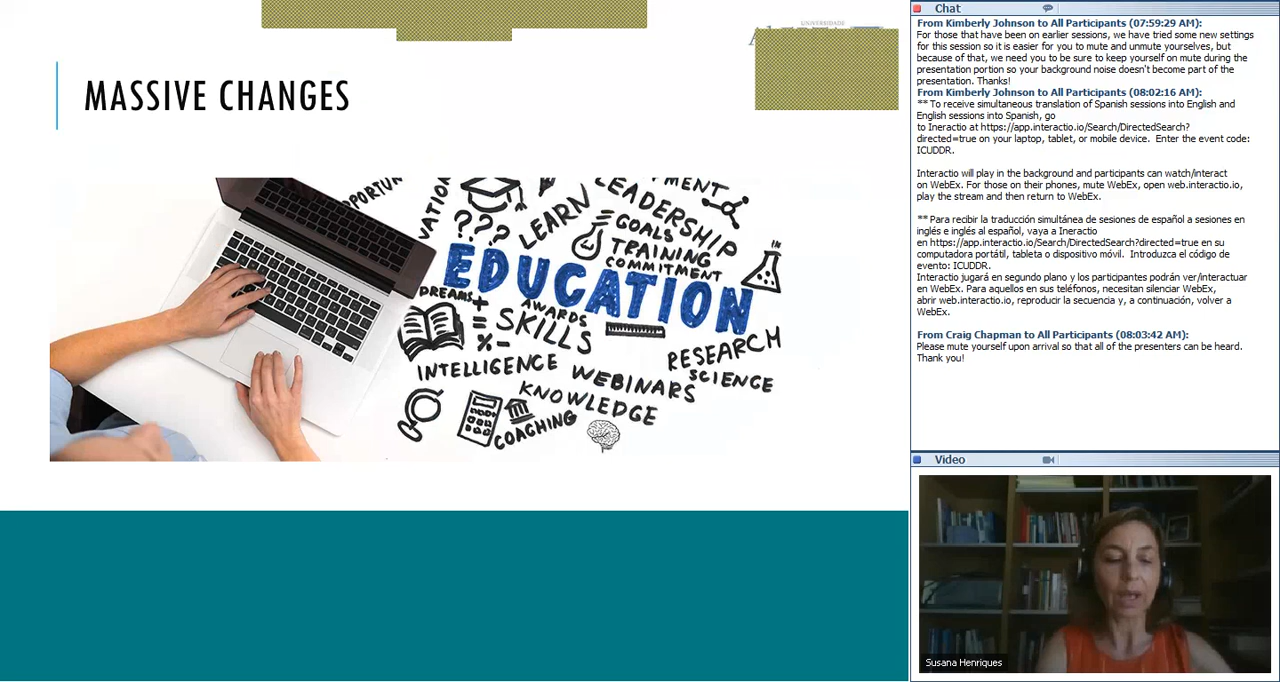 UNIVERSIDADE
MASSIVE CHANGES
LEADERSHIP
LEARN
???
GOALS
TRAINING
COMMITMENT
EDUCATION
DREAMS
AWARDS
SKILLS
RESEARCH
SCIENCE
INTELLIGENCE
WEBINARS
KNOWLEDGE
COACHING
Chat
From Kimberly Johnson to All Participants (07:59:29 AM):
For those that have been on earlier sessions, we have tried some new settings
for this session so it is easier for you to mute and unmute yourselves, but
because of that, we need you to be sure to keep yourself on mute during the
presentation portion so your background noise doesn't become part of the
presentation. Thanks!
From Kimberly Johnson to All Participants (08:02:16 AM):
** To receive simultaneous translation of Spanish sessions into English and
English sessions into Spanish, go
to Ineractio at https://app.interactio.io/Search/DirectedSearch?
directed=true on your laptop, tablet, or mobile device. Enter the event code:
ICUDDR.
Interactio will play in the background and participants can watch/interact
on WebEx. For those on their phones, mute WebEx, open web.interactio.io,
play the stream and then return to WebEx.
** Para recibir la traducción simultánea de sesiones de español a sesiones en
inglés e inglés al español, vaya a Ineractio
en https://app.interactio.io/Search/DirectedSearch?directed=true en su
computadora portátil, tableta o dispositivo móvil. Introduzca el código de
evento: ICUDDR.
Interactio jugará en segundo plano y los participantes podrán ver/interactuar
en WebEx. Para aquellos en sus teléfonos, necesitan silenciar WebEx,
abrir web.interactio.io, reproducir la secuencia y, a continuación, volver a
WebEx.
From Craig Chapman to All Participants (08:03:42 AM):
Please mute yourself upon arrival so that all of the presenters can be heard.
Thank you!
Video
Susana Henriques